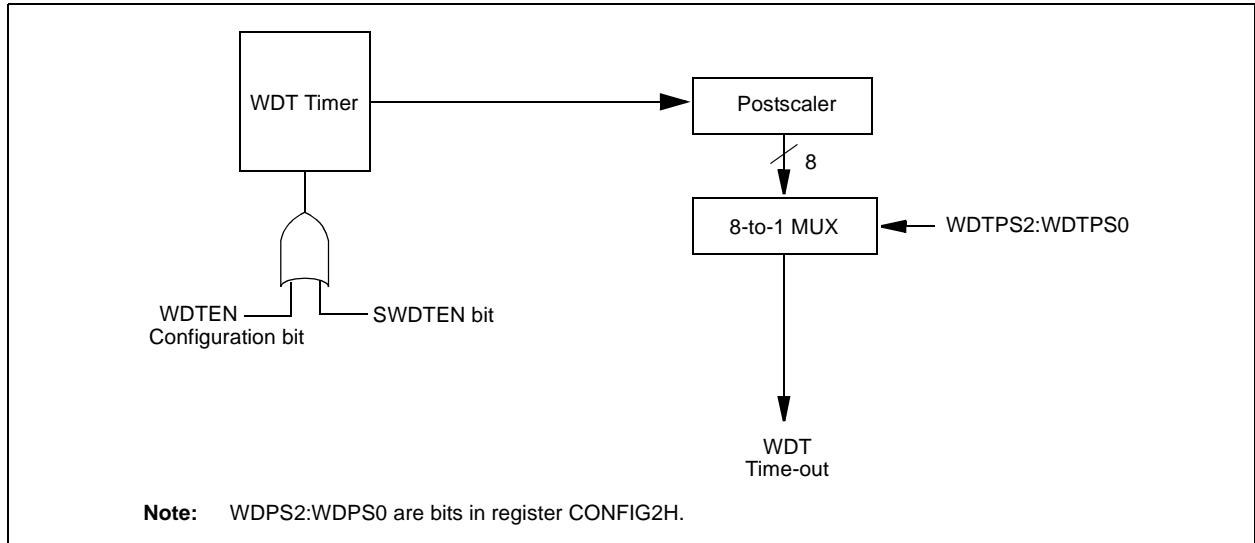 WDT Timer
Postscaler
8
8-to-1 MUX
WDTPS2:WDTPS0
WDTEN
Configuration bit
SWDTEN bit
WDT
Time-out
Note: WDPS2:WDPS0 are bits in register CONFIG2H.